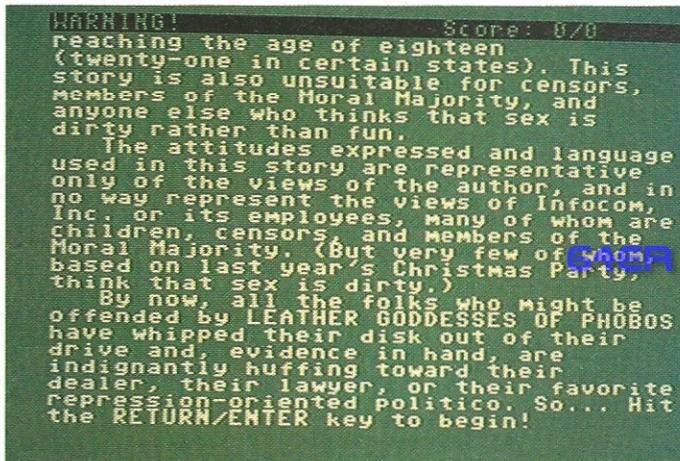 WARNING! Score: 0/0
reaching the age of eighteen
(twenty-one in certain states). This
story is also unsuitable for censors,
members of the Moral Majority, and
anyone else who thinks that sex is
dirty rather than fun.
The attitudes expressed and language
used in this story are representative
only of the views of the author, and in
no way represent the views of Infocom,
Inc. or its employees, many of whom are
children, censors, and members of the
Moral Majority. (But very few of whom,
based on last year's Christmas Party,
think that sex is dirty.)
By now, all the folks who might be
offended by LEATHER GODDESSES OF PHOBOS
have whipped their disk out of their
drive and, evidence in hand, are
indignantly huffing toward their
dealer, their lawyer, or their favorite
repression-oriented politico. So... Hit
the RETURN/ENTER key to begin!